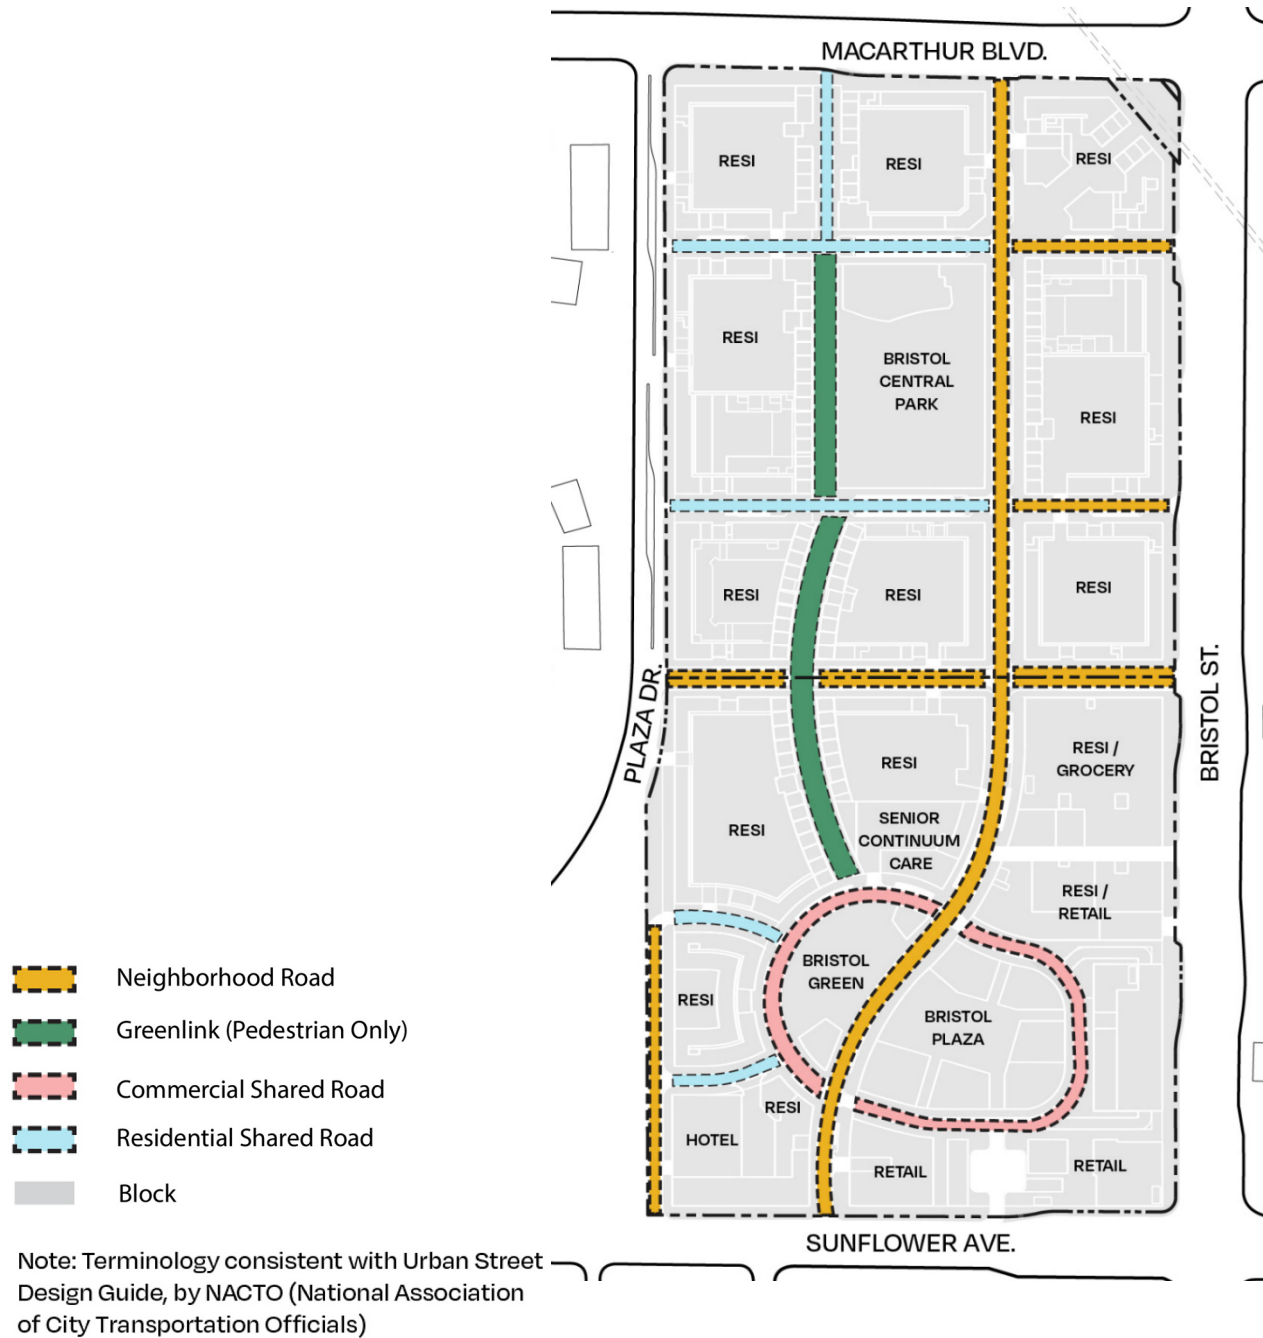 MACARTHUR BLVD.
RESI
RESI
RESI
RESI
BRISTOL
CENTRAL
PARK
RESI
RESI
RESI
RESI
PLAZA DR.
BRISTOL ST.
RESI
RESI /
GROCERY
RESI
SENIOR
CONTINUUM
CARE
RESI /
RETAIL
BRISTOL
GREEN
RESI
BRISTOL
PLAZA
RESI
HOTEL
RETAIL
RETAIL
SUNFLOWER AVE.
Neighborhood Road
Greenlink (Pedestrian Only)
Commercial Shared Road
Residential Shared Road
Block
Note: Terminology consistent with Urban Street
Design Guide, by NACTO (National Association
of City Transportation Officials)